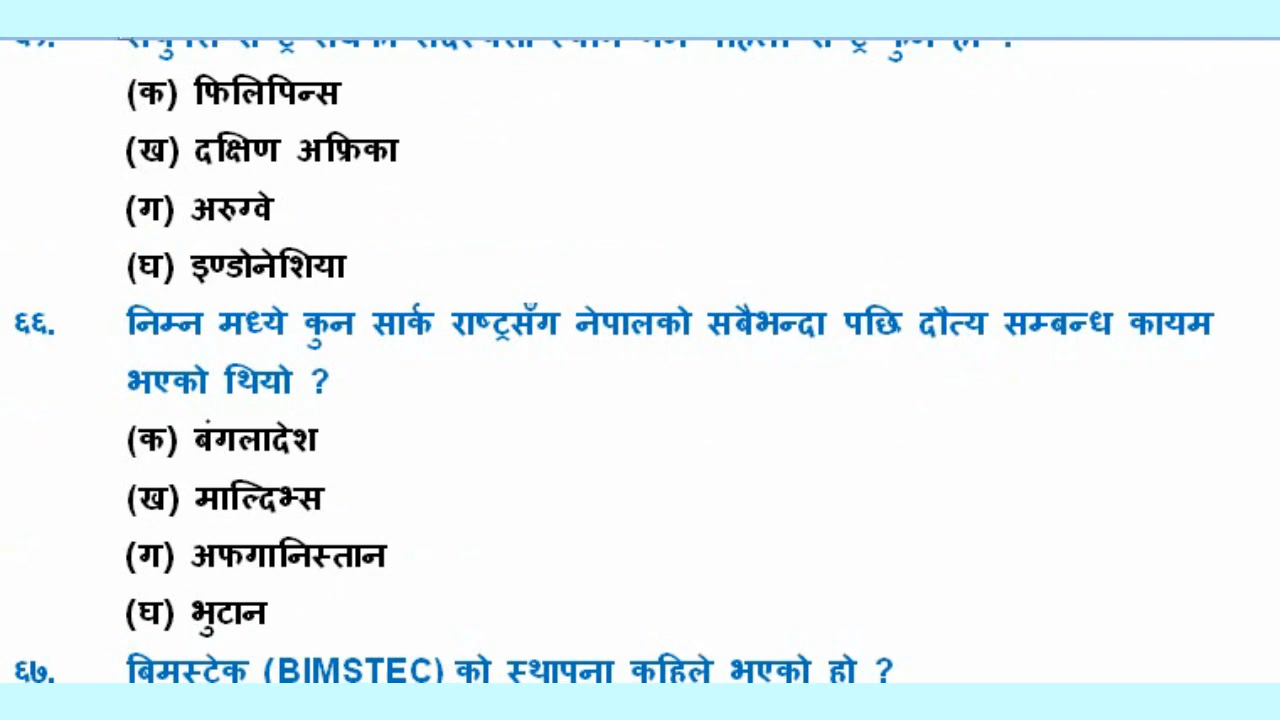 (क) फिलिपिन्स
(ख) दक्षिण अफ्रिका
(ग) अरुग्वे
(घ) इण्डोनेशिया
६६. निम्न मध्ये कुन सार्क राष्ट्रसँग नेपालको सबैभन्दा पछि दौत्य सम्बन्ध कायम
भएको थियो ?
(क) बंगलादेश
(ख) माल्दिभ्स
(ग) अफगानिस्तान
(घ) भुटान
६७. बिमस्टेक (BIMSTEC) को स्थापना कहिले भएको हो ?